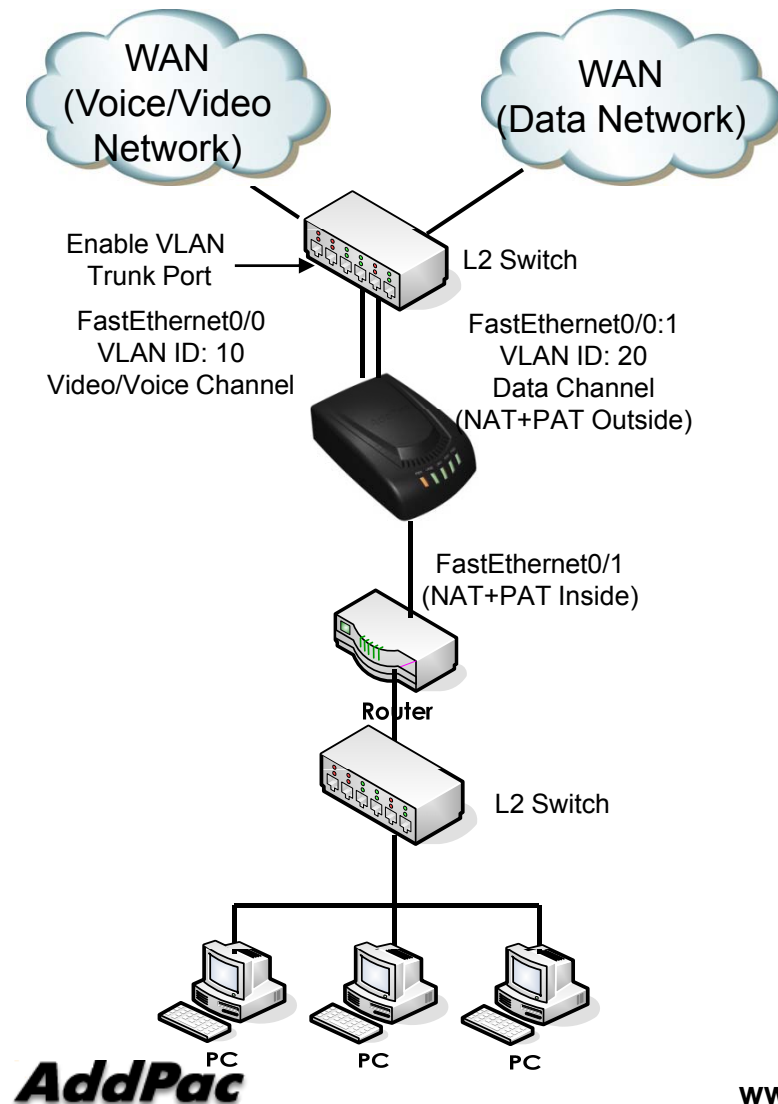 WAN
(Voice/Video
Network)
WAN
(Data Network)
Enable VLAN
Trunk Port
L2 Switch
FastEthernet0/0
VLAN ID: 10
Video/Voice Channel
FastEthernet0/0:1
VLAN ID: 20
Data Channel
(NAT+PAT Outside)
FastEthernet0/1
(NAT+PAT Inside)
Router
L2 Switch
PC
PC
PC
AddPac